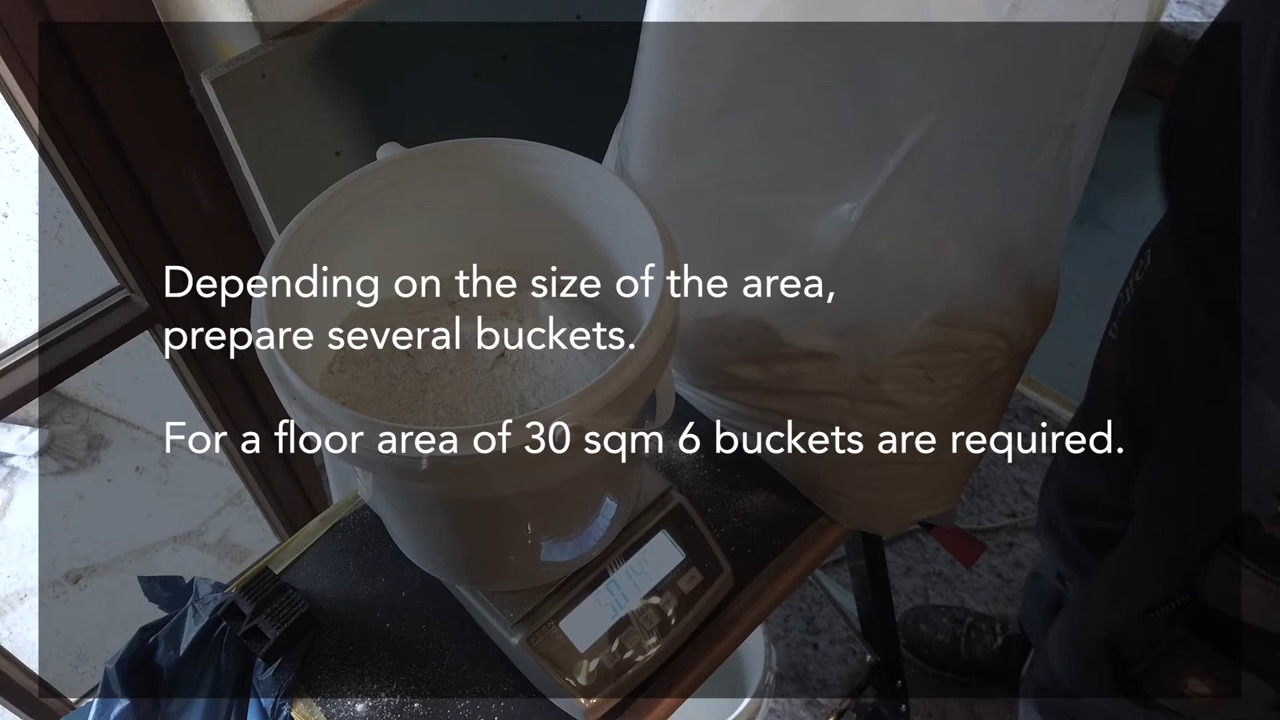 Depending on the size of the area,
prepare several buckets.
For a floor area of 30 sqm 6 buckets are required.
KERN